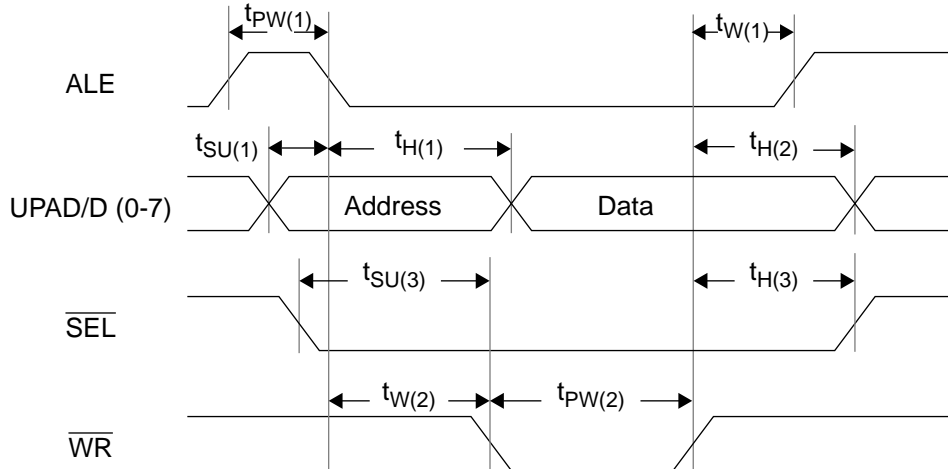 tPW(1)
tW(1)
ALE
tSU(1)
tH(1)
tH(2)
UPAD/D (0-7)
Address
Data
tSU(3)
tH(3)
SEL
tW(2)
tPW(2)
WR